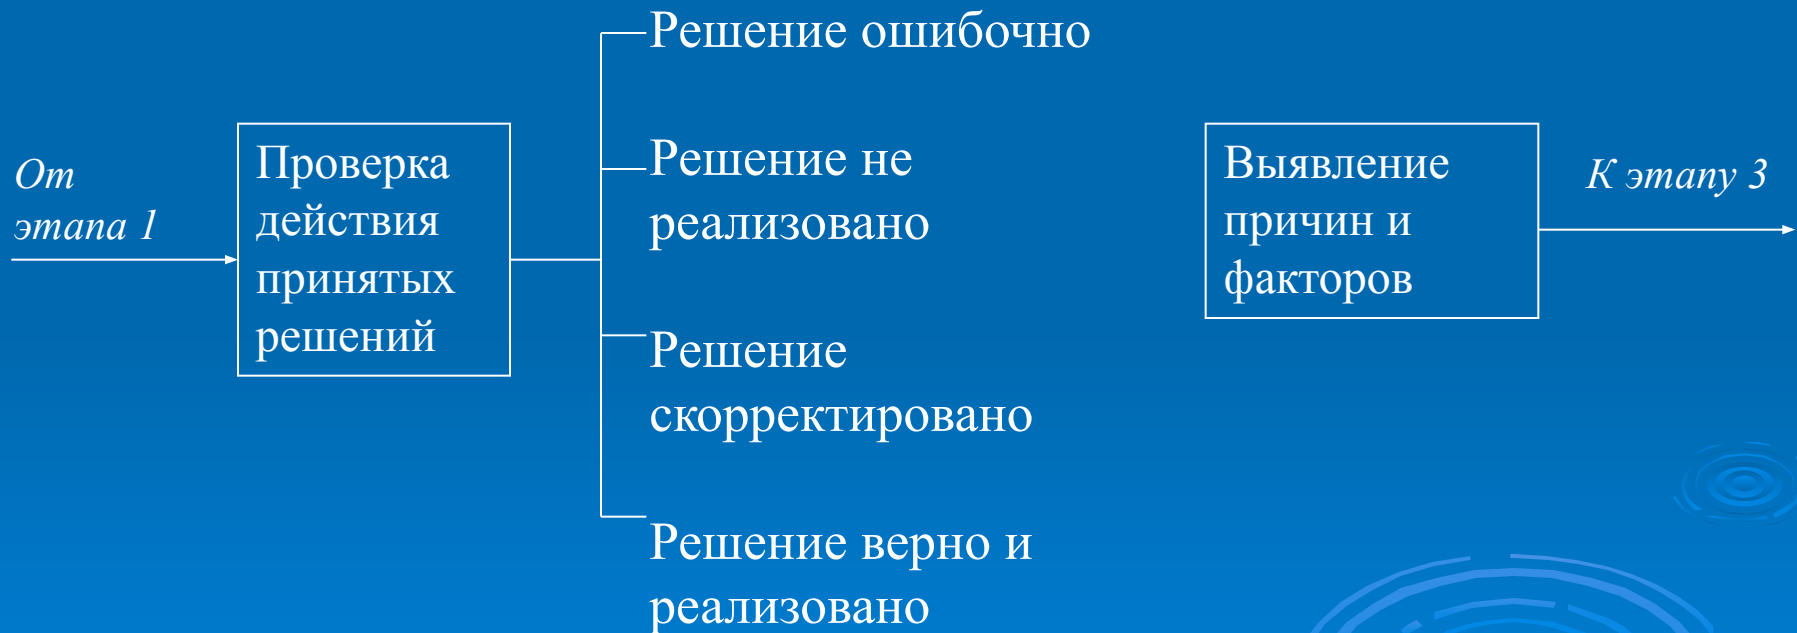 От
этапа 1
Проверка
действия
принятых
решений
Решение ошибочно
Решение не
реализовано
Решение
скорректировано
Решение верно и
реализовано
Выявление
причин и
факторов
К этапу 3